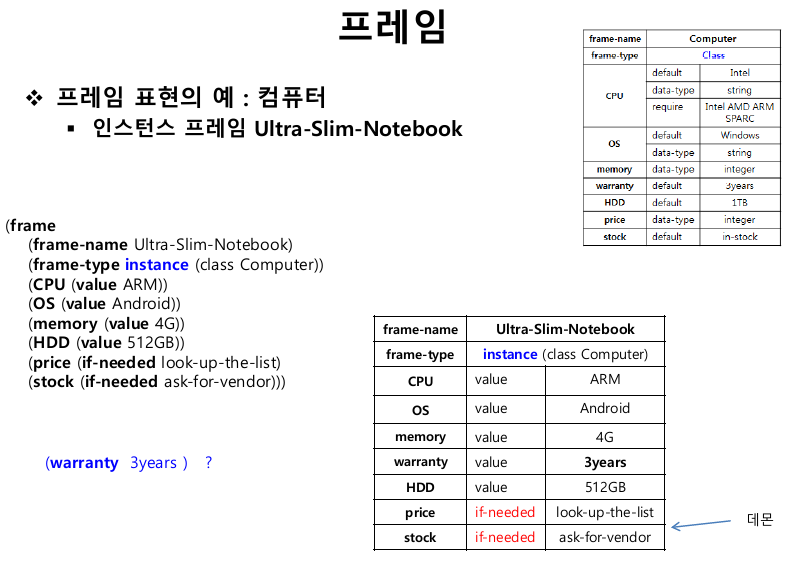 프레임
❖ 프레임 표현의 예 : 컴퓨터
▪ 인스턴스 프레임 Ultra-Slim-Notebook
frame-name Computer
frame-type Class
CPU default Intel
data-type string
require Intel AMD ARM
SPARC
OS default Windows
data-type string
memory data-type integer
warranty default 3years
HDD default 1TB
price data-type integer
stock default in-stock
(frame
(frame-name Ultra-Slim-Notebook)
(frame-type instance (class Computer))
(CPU (value ARM))
(OS (value Android))
(memory (value 4G))
(HDD (value 512GB))
(price (if-needed look-up-the-list)
(stock (if-needed ask-for-vendor)))
(warranty 3years ) ?
frame-name Ultra-Slim-Notebook
frame-type instance (class Computer)
CPU value ARM
OS value Android
memory value 4G
warranty value 3years
HDD value 512GB
price if-needed look-up-the-list
stock if-needed ask-for-vendor
데몬